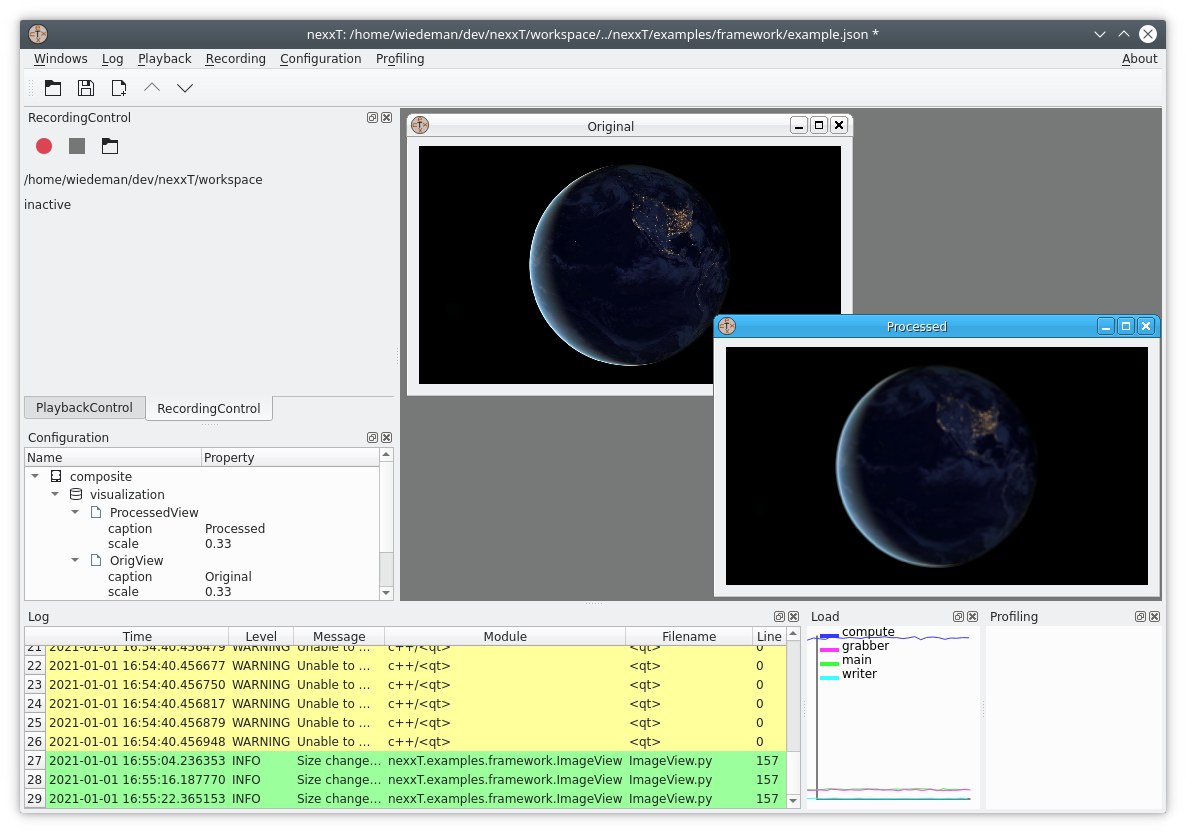 nexxT: /home/wiedeman/dev/nexxT/workspace/../nexxT/examples/framework/example.json *
Windows Log Playback Recording Configuration Profiling About
RecordingControl
/home/wiedeman/dev/nexxT/workspace
inactive
PlaybackControl RecordingControl
Original
Processed
Configuration
Name Property
composite
visualization
ProcessedView
caption Processed
scale 0.33
OrigView
caption Original
scale 0.33
Log
Time Level Message Module Filename Line
21 2021-01-01 16:54:40.456479 WARNING Unable to ... c++/<qt> <qt> 0
22 2021-01-01 16:54:40.456677 WARNING Unable to ... c++/<qt> <qt> 0
23 2021-01-01 16:54:40.456750 WARNING Unable to ... c++/<qt> <qt> 0
24 2021-01-01 16:54:40.456817 WARNING Unable to ... c++/<qt> <qt> 0
25 2021-01-01 16:54:40.456879 WARNING Unable to ... c++/<qt> <qt> 0
26 2021-01-01 16:54:40.456948 WARNING Unable to ... c++/<qt> <qt> 0
27 2021-01-01 16:55:04.236353 INFO Size change... nexxT.examples.framework.ImageView ImageView.py 157
28 2021-01-01 16:55:16.187770 INFO Size change... nexxT.examples.framework.ImageView ImageView.py 157
29 2021-01-01 16:55:22.365153 INFO Size change... nexxT.examples.framework.ImageView ImageView.py 157
Load
compute
grabber
main
writer
Profiling